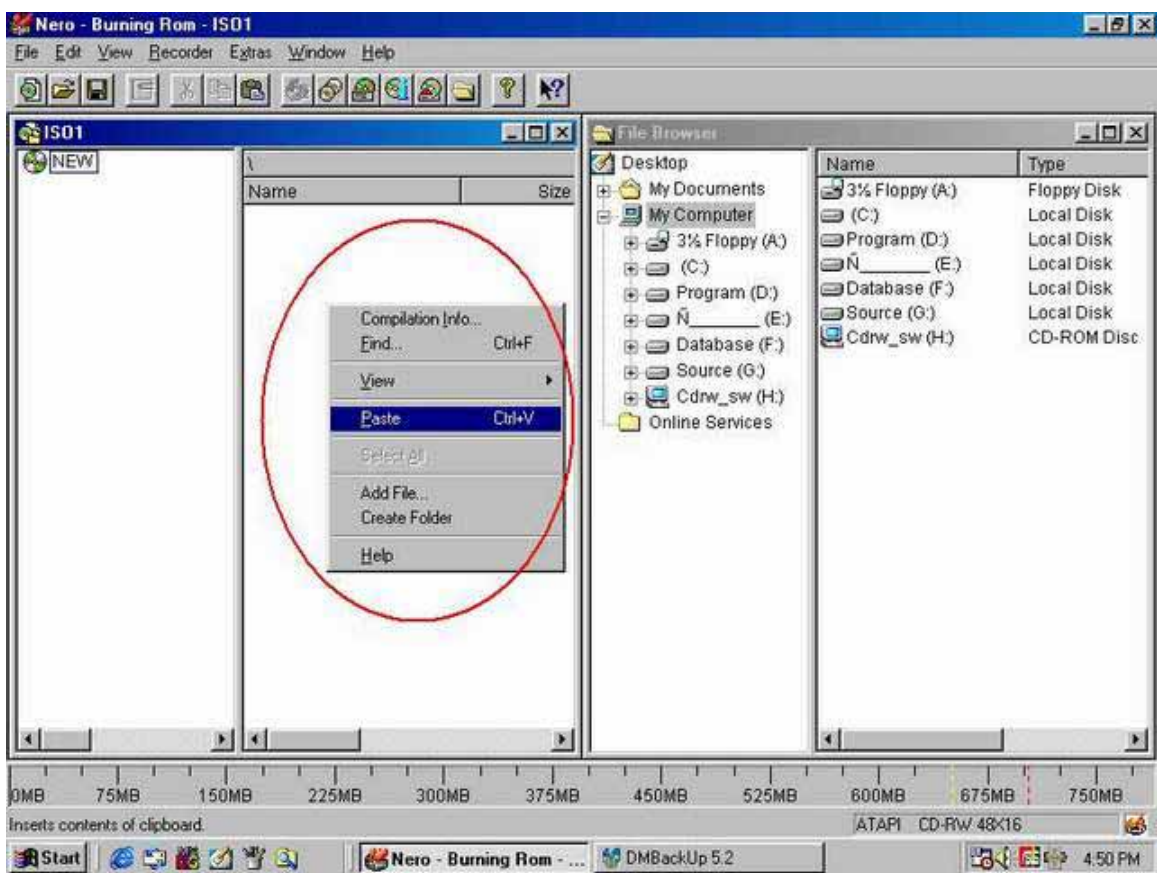 Nero - Burning Rom - ISO1
File Edit View Recorder Extras Window Help
ISO1
NEW
\
Name Size
Compilation Info...
Find... Ctrl+F
View
Paste Ctrl+V
Select All
Add File...
Create Folder
Help
File Browser
Desktop
My Documents
My Computer
3½ Floppy (A:)
(C:)
Program (D:)
Ñ_______ (E:)
Database (F:)
Source (G:)
Cdrw_sw (H:)
Online Services
Name Type
3½ Floppy (A:) Floppy Disk
(C:) Local Disk
Program (D:) Local Disk
Ñ_______ (E:) Local Disk
Database (F:) Local Disk
Source (G:) Local Disk
Cdrw_sw (H:) CD-ROM Disc
0MB 75MB 150MB 225MB 300MB 375MB 450MB 525MB 600MB 675MB 750MB
Inserts contents of clipboard. ATAPI CD-RW 48X16
Start Nero - Burning Rom - ... DMBackUp 5.2 4:50 PM